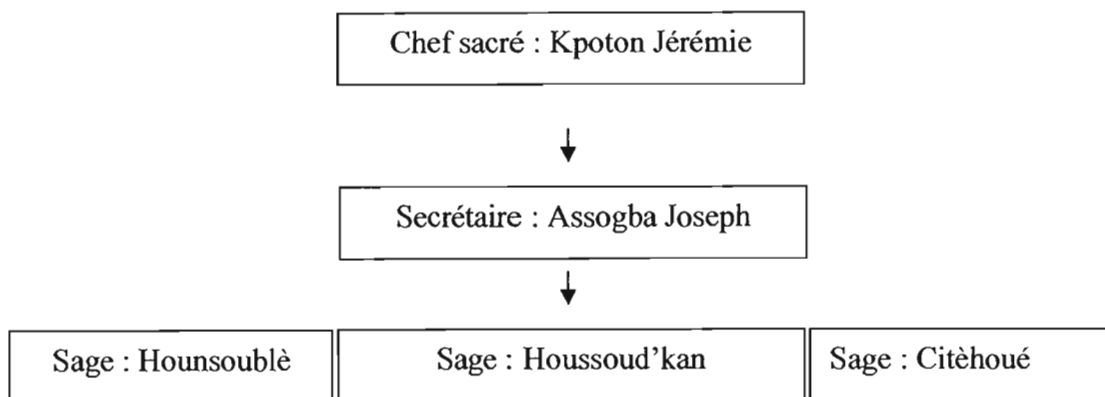 Chef sacré : Kpoton Jérémie
Secrétaire : Assogba Joseph
Sage : Hounsoublè
Sage : Houssoud’kan
Sage : Citèhoué